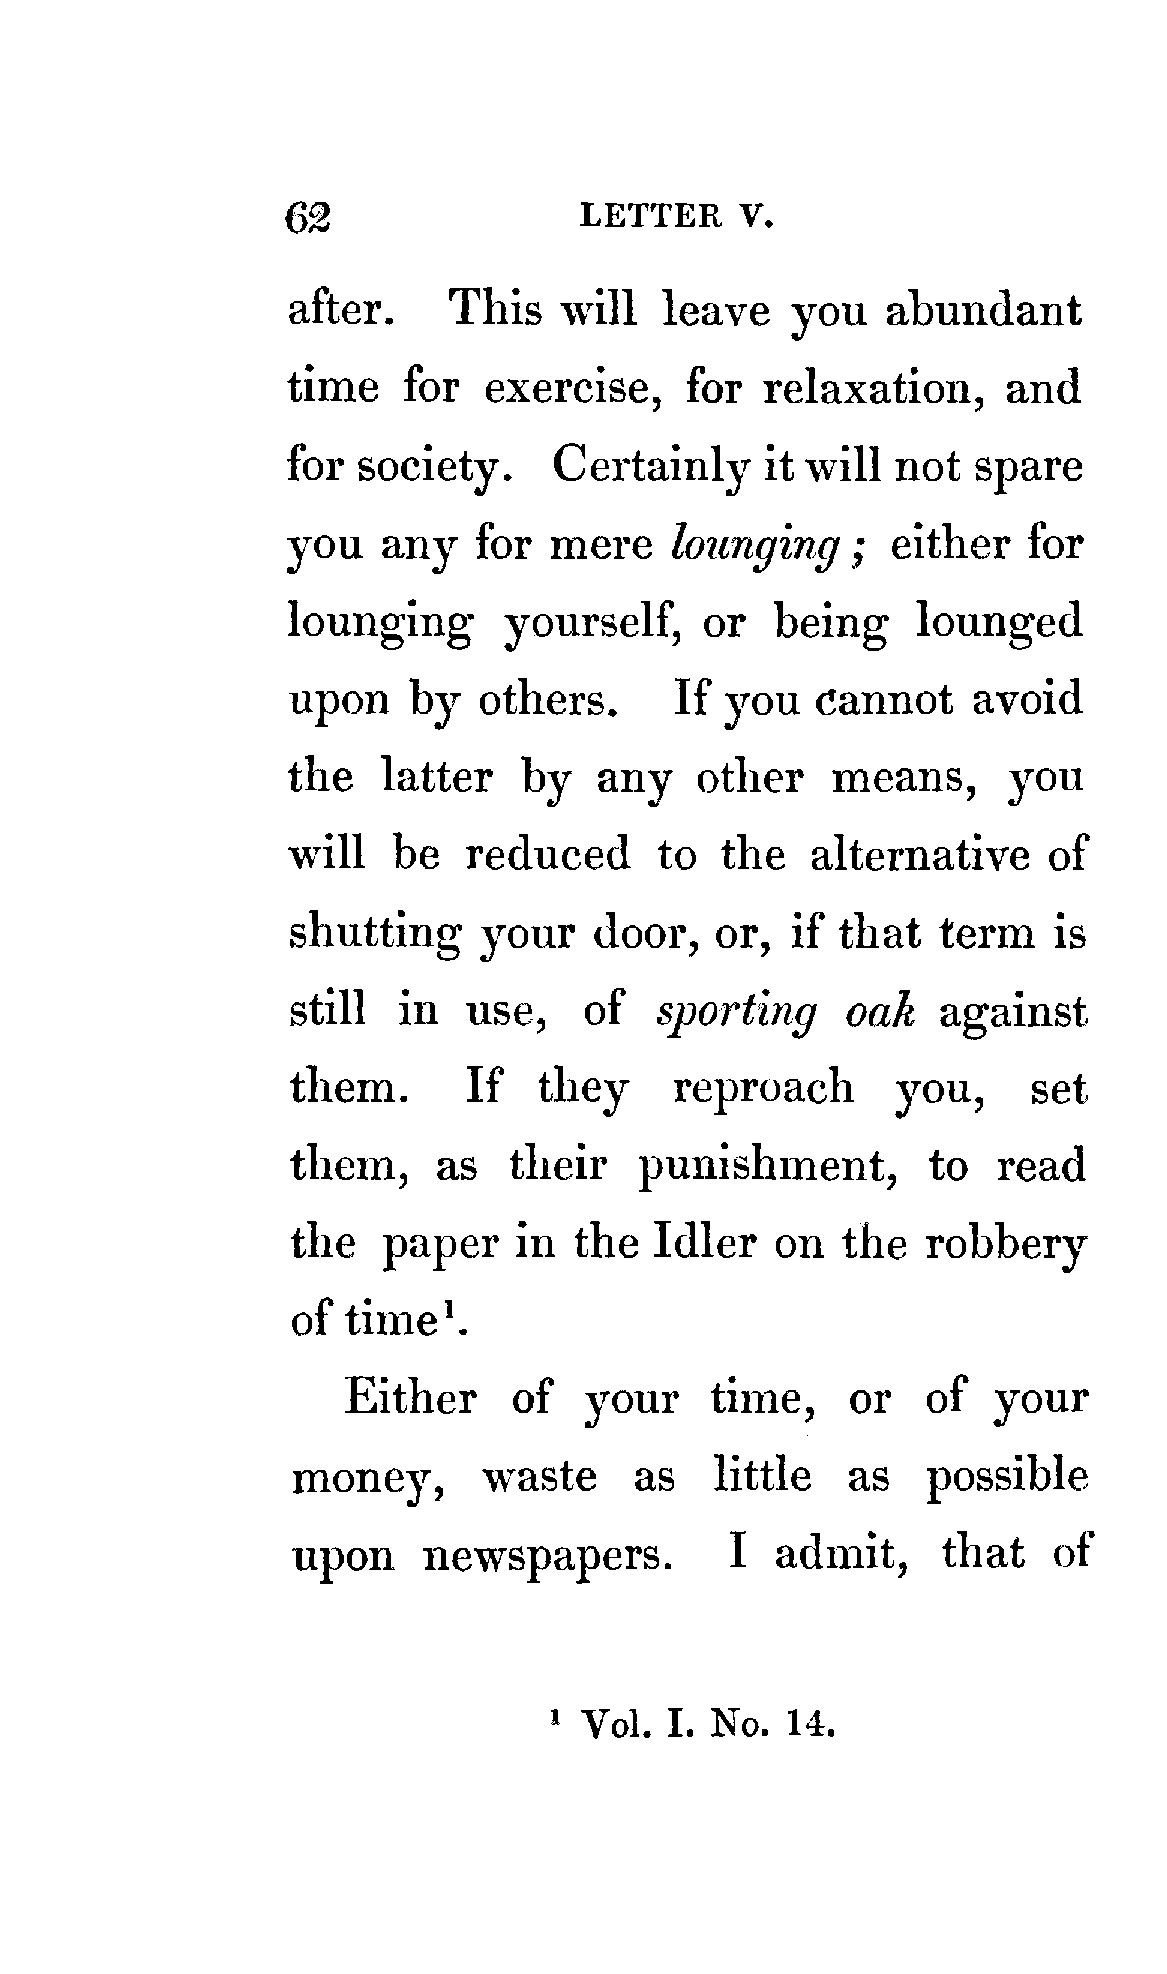 62 LETTER V.
after. This will leave you abundant
time for exercise, for relaxation, and
for society. Certainly it will not spare
you any for mere lounging; either for
lounging yourself, or being lounged
upon by others. If you cannot avoid
the latter by any other means, you
will be reduced to the alternative of
shutting your door, or, if that term is
still in use, of sporting oak against
them. If they reproach you, set
them, as their punishment, to read
the paper in the Idler on the robbery
of time¹.
Either of your time, or of your
money, waste as little as possible
upon newspapers. I admit, that of
¹ Vol. I. No. 14.